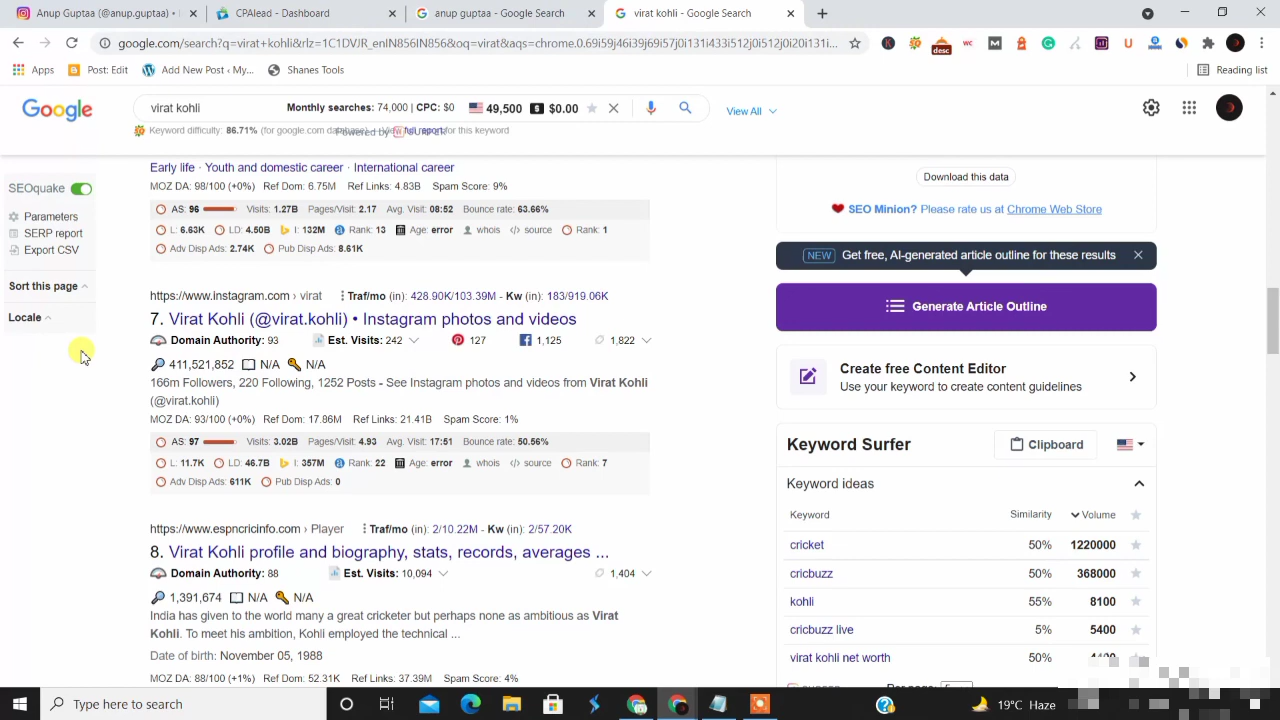 @anup.guptaa •
Dashboard
anup guptaa - 49,500 • $0.00
virat kohli - Google Search
google.com/search?q=virat+kohli&rlz=1C1DVR_enIN856IN856&oq=virat&aqs=chrome.0.69i59j46i39j69i57j0i131i433i512j0i512j0i20i131i...
desc
Apps
Post: Edit
Add New Post ‹ My...
Shanes Tools
Reading list
Google
virat kohli
Monthly searches: 74,000 | CPC: $0
49,500
$0.00
View All
Keyword difficulty: 86.71% (for google.com database).
full report for this keyword
Powered by
SEOquake
Parameters
SERP report
Export CSV
Sort this page
Locale
Early life · Youth and domestic career · International career
MOZ DA: 98/100 (+0%) Ref Dom: 6.75M Ref Links: 4.83B Spam Score: 9%
AS: 96 Visits: 1.27B Pages/Visit: 2.17 Avg. Visit: 08:52 Bounce rate: 63.66%
L: 6.63K LD: 4.50B I: 132M Rank: 13 Age: error whois source Rank: 1
Adv Disp Ads: 2.74K Pub Disp Ads: 8.61K
https://www.instagram.com › virat Traf/mo (in): 428.90K/103.39M - Kw (in): 183/919.06K
7. Virat Kohli (@virat.kohli) • Instagram photos and videos
Domain Authority: 93 Est. Visits: 242 127 1,125 1,822
411,521,852 N/A N/A
166m Followers, 220 Following, 1252 Posts - See Instagram photos and videos from Virat Kohli
(@virat.kohli)
MOZ DA: 93/100 (+0%) Ref Dom: 17.86M Ref Links: 21.41B Spam Score: 1%
AS: 97 Visits: 3.02B Pages/Visit: 4.93 Avg. Visit: 17:51 Bounce rate: 50.56%
L: 11.7K LD: 46.7B I: 357M Rank: 22 Age: error whois source Rank: 7
Adv Disp Ads: 611K Pub Disp Ads: 0
https://www.espncricinfo.com › Player Traf/mo (in): 2/10.22M - Kw (in): 2/57.20K
8. Virat Kohli profile and biography, stats, records, averages ...
Domain Authority: 88 Est. Visits: 10,094 1,404
1,391,674 N/A N/A
India has given to the world many a great cricketer but perhaps none as ambitious as Virat
Kohli. To meet his ambition, Kohli employed the technical ...
Date of birth: November 05, 1988
MOZ DA: 88/100 (+0%) Ref Dom: 52.31K Ref Links: 37.39M Spam Score: 4%
Download this data
SEO Minion? Please rate us at Chrome Web Store
NEW Get free, AI-generated article outline for these results
Generate Article Outline
Create free Content Editor
Use your keyword to create content guidelines
Keyword Surfer
Clipboard
Keyword ideas
Keyword Similarity Volume
cricket 50% 1220000
cricbuzz 50% 368000
kohli 55% 8100
cricbuzz live 5% 5400
virat kohli net worth 50% 4400
Type here to search
19°C Haze